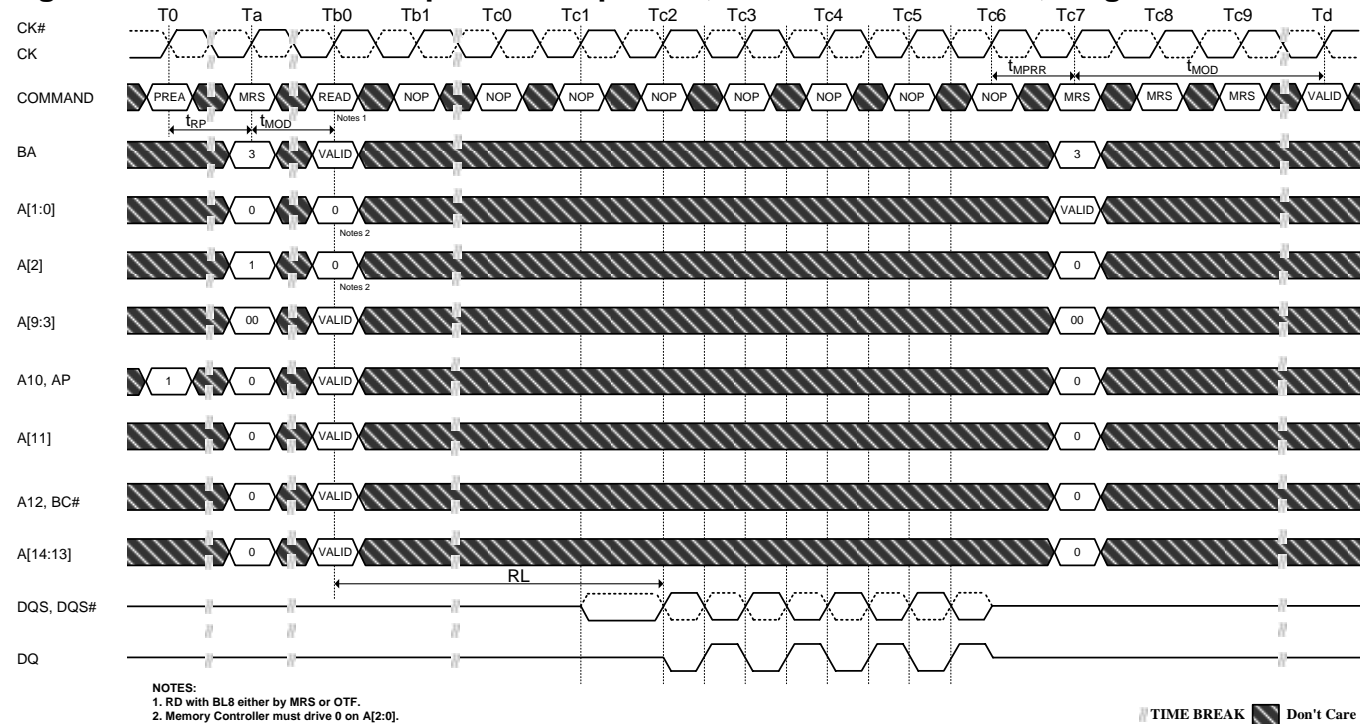 T0 Ta Tb0 Tb1 Tc0 Tc1 Tc2 Tc3 Tc4 Tc5 Tc6 Tc7 Tc8 Tc9 Td
CK#
CK
tMPRR tMOD
COMMAND PREA MRS READ NOP NOP NOP NOP NOP NOP NOP NOP MRS MRS MRS VALID
tRP tMOD Notes 1
BA 3 VALID 3
A[1:0] 0 0 VALID
Notes 2
A[2] 1 0 0
Notes 2
A[9:3] 00 VALID 00
A10, AP 1 0 VALID 0
A[11] 0 VALID 0
A12, BC# 0 VALID 0
A[14:13] 0 VALID 0
RL
DQS, DQS#
DQ
NOTES:
1. RD with BL8 either by MRS or OTF.
2. Memory Controller must drive 0 on A[2:0].
TIME BREAK Don't Care